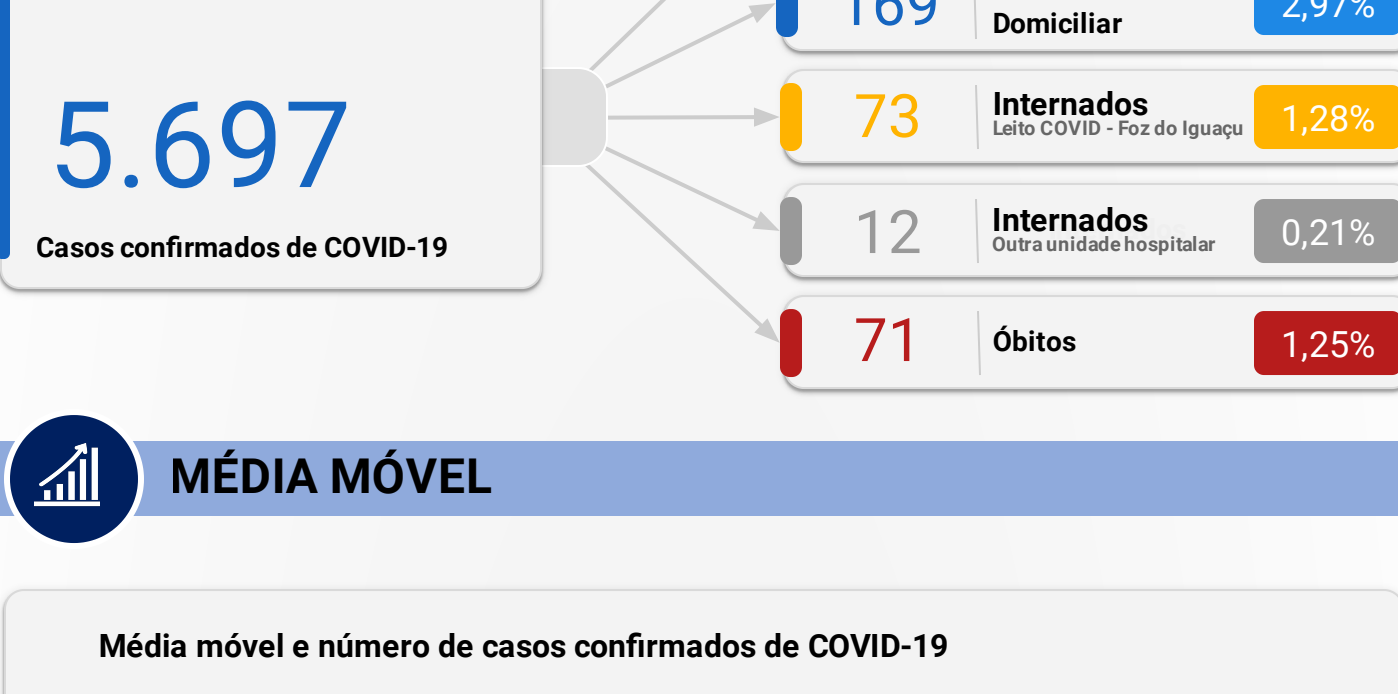 169
Domiciliar
2,97%
5.697
Casos confirmados de COVID-19
73
Internados
Leito COVID - Foz do Iguaçu
1,28%
12
Internados
Outra unidade hospitalar
0,21%
71
Óbitos
1,25%
MÉDIA MÓVEL
Média móvel e número de casos confirmados de COVID-19